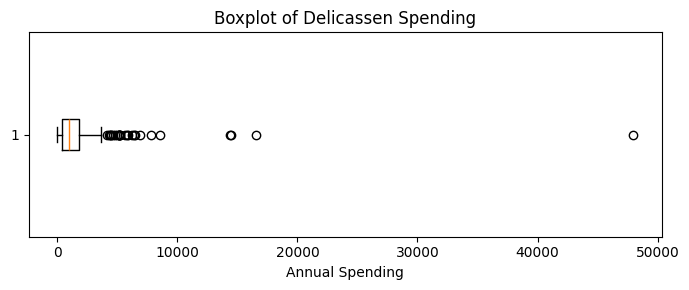 Boxplot of Delicassen Spending
1
0 10000 20000 30000 40000 50000
Annual Spending